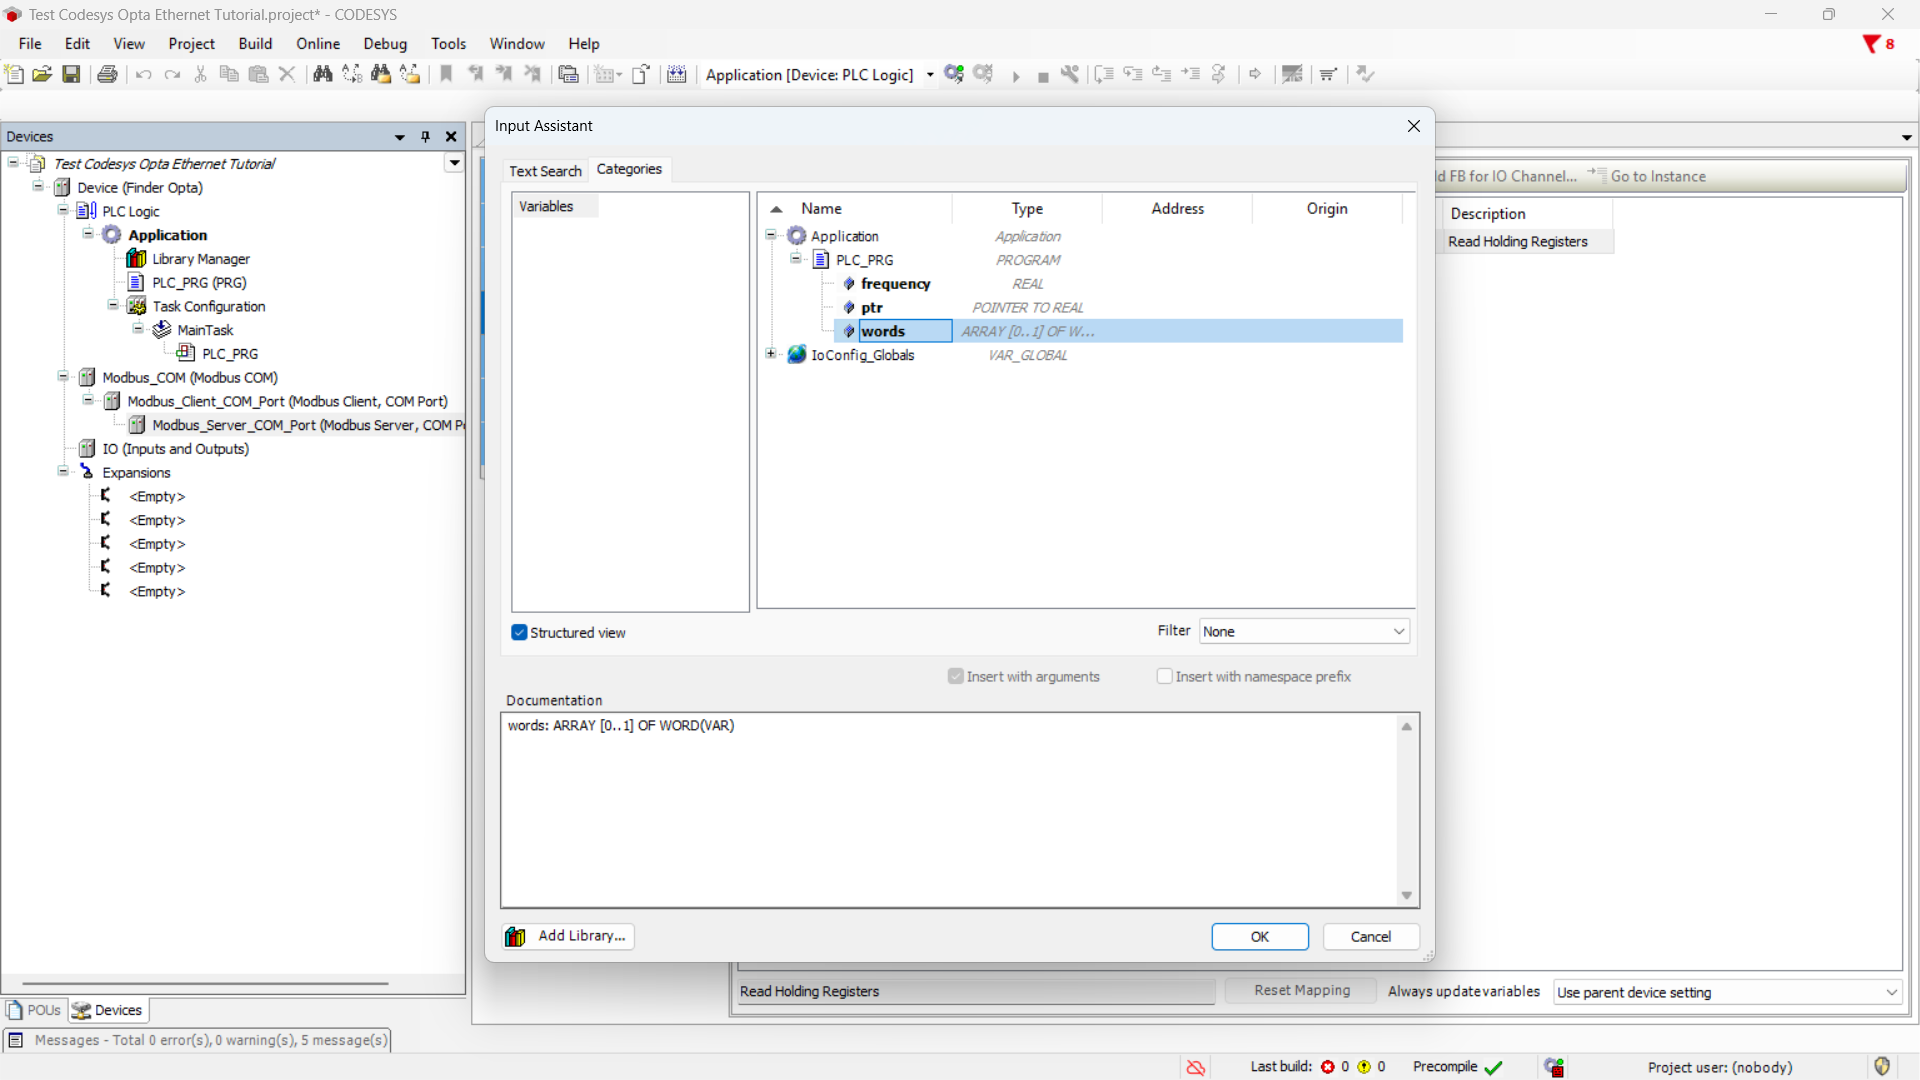 Test Codesys Opta Ethernet Tutorial.project* - CODESYS
File Edit View Project Build Online Debug Tools Window Help
8
Application [Device: PLC Logic]
Devices
Test Codesys Opta Ethernet Tutorial
Device (Finder Opta)
PLC Logic
Application
Library Manager
PLC_PRG (PRG)
Task Configuration
MainTask
PLC_PRG
Modbus_COM (Modbus COM)
Modbus_Client_COM_Port (Modbus Client, COM Port)
Modbus_Server_COM_Port (Modbus Server, COM P
IO (Inputs and Outputs)
Expansions
<Empty>
<Empty>
<Empty>
<Empty>
<Empty>
POUs Devices
Input Assistant
Text Search Categories
Variables
Name Type Address Origin
Application Application
PLC_PRG PROGRAM
frequency REAL
ptr POINTER TO REAL
words ARRAY [0..1] OF W...
IoConfig_Globals VAR_GLOBAL
Structured view
Filter None
Insert with arguments Insert with namespace prefix
Documentation
words: ARRAY [0..1] OF WORD(VAR)
Add Library...
OK Cancel
d FB for IO Channel... Go to Instance
Description
Read Holding Registers
Read Holding Registers
Reset Mapping
Always update variables Use parent device setting
Messages - Total 0 error(s), 0 warning(s), 5 message(s)
Last build: 0 0 Precompile Project user: (nobody)